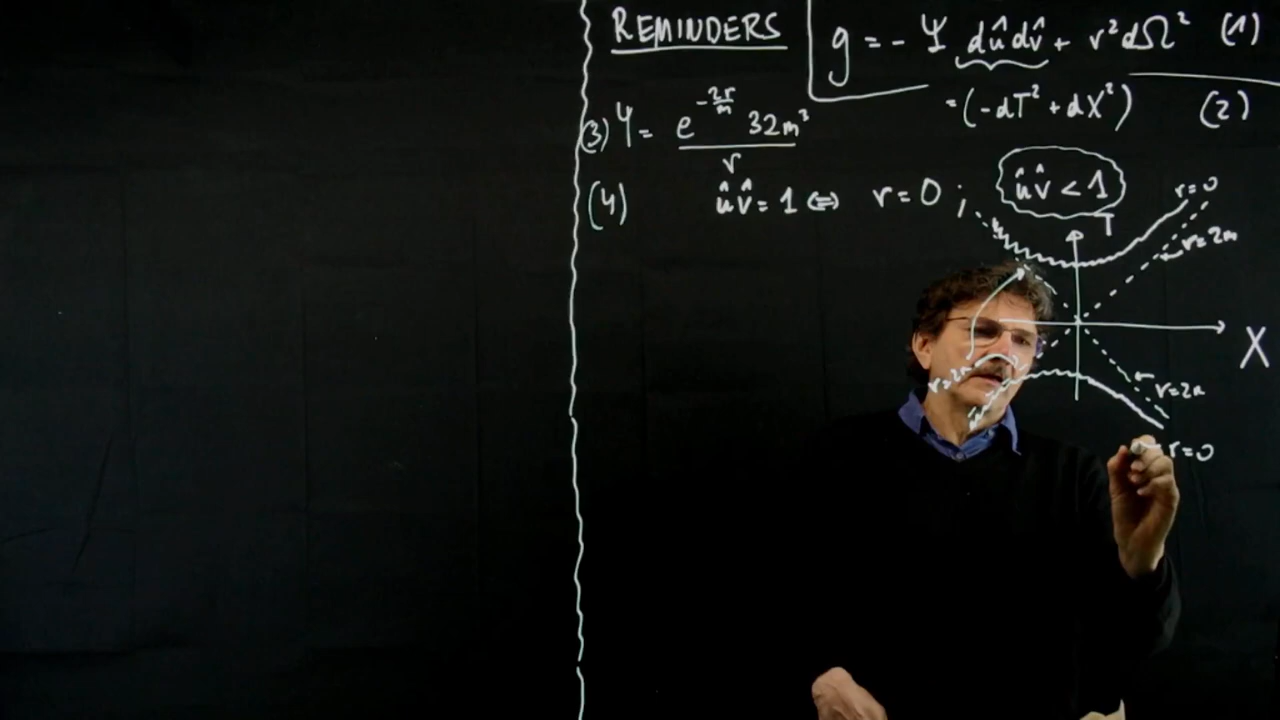 REMINDERS
g = - Ψ dûdv̂ + r²dΩ² (1)
= (-dT² + dX²) (2)
(3) Ψ = e^{-2r/m} 32m³ / r
(4) ûv̂ = 1 ⇔ r = 0 ; ûv̂ < 1
r=0
T
r=2m
X
r=2m
r=0